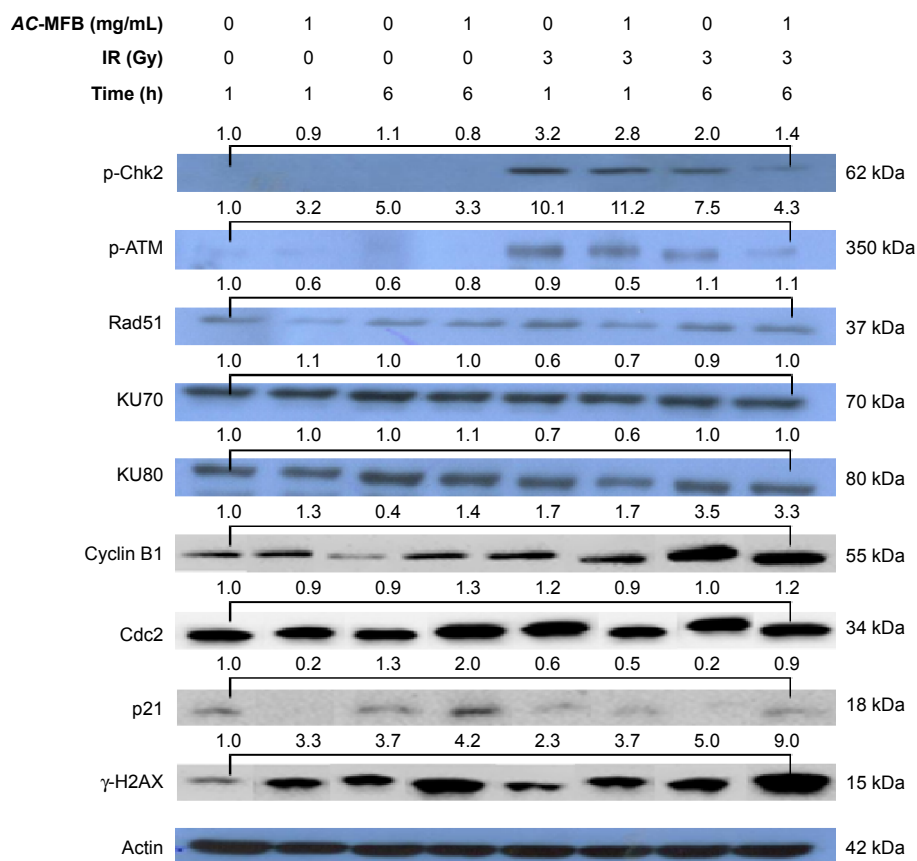 AC-MFB (mg/mL) 0 1 0 1 0 1 0 1
IR (Gy) 0 0 0 0 3 3 3 3
Time (h) 1 1 6 6 1 1 6 6
1.0 0.9 1.1 0.8 3.2 2.8 2.0 1.4
p-Chk2 62 kDa
1.0 3.2 5.0 3.3 10.1 11.2 7.5 4.3
p-ATM 350 kDa
1.0 0.6 0.6 0.8 0.9 0.5 1.1 1.1
Rad51 37 kDa
1.0 1.1 1.0 1.0 0.6 0.7 0.9 1.0
KU70 70 kDa
1.0 1.0 1.0 1.1 0.7 0.6 1.0 1.0
KU80 80 kDa
1.0 1.3 0.4 1.4 1.7 1.7 3.5 3.3
Cyclin B1 55 kDa
1.0 0.9 0.9 1.3 1.2 0.9 1.0 1.2
Cdc2 34 kDa
1.0 0.2 1.3 2.0 0.6 0.5 0.2 0.9
p21 18 kDa
1.0 3.3 3.7 4.2 2.3 3.7 5.0 9.0
γ-H2AX 15 kDa
Actin 42 kDa